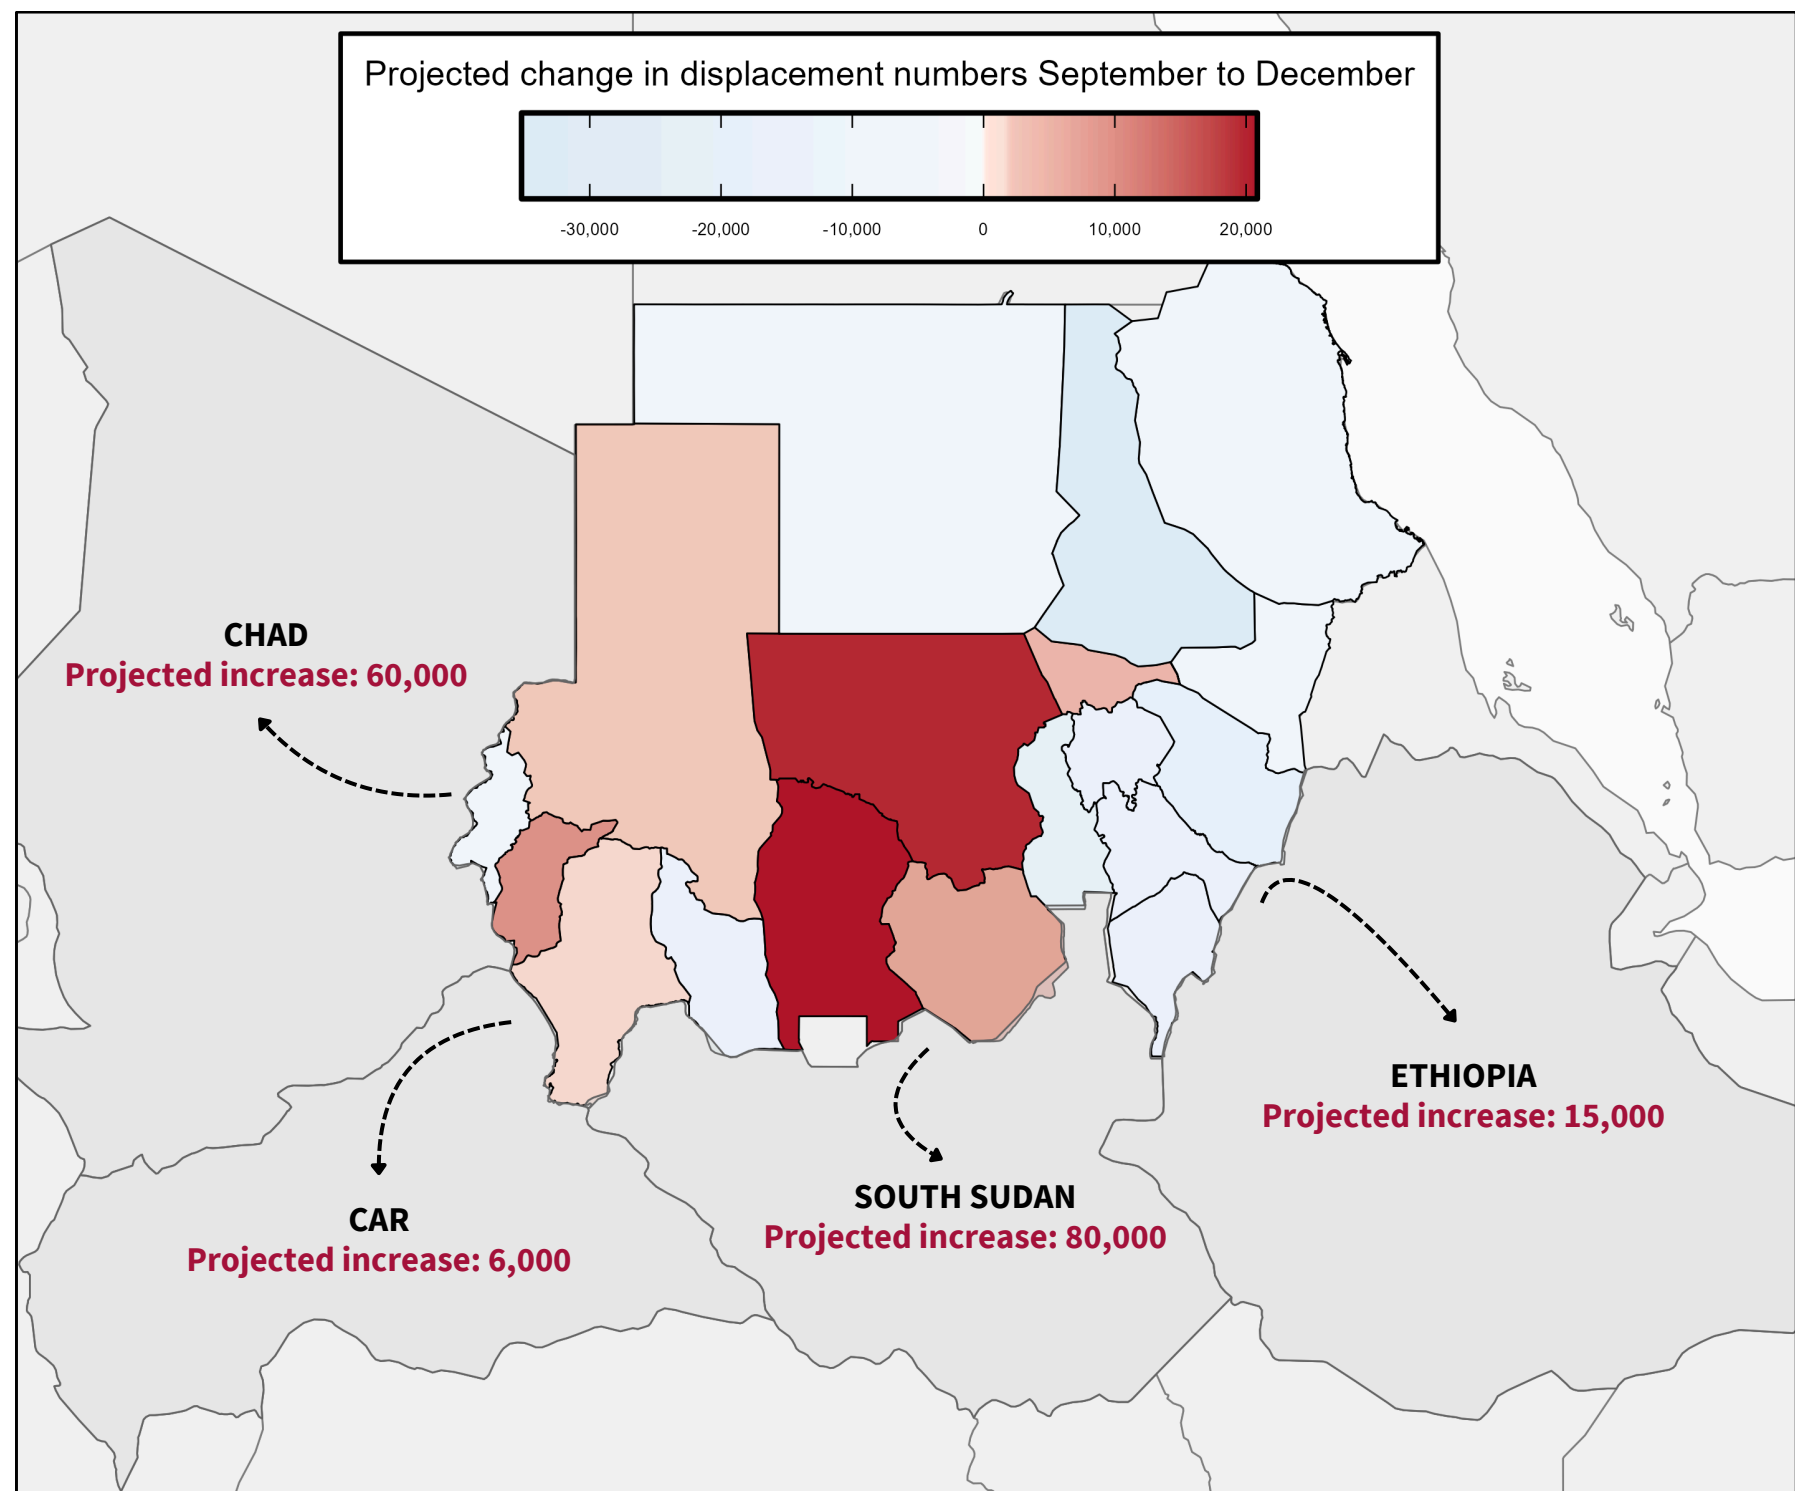 Projected change in displacement numbers September to December
-30,000 -20,000 -10,000 0 10,000 20,000
CHAD
Projected increase: 60,000
ETHIOPIA
Projected increase: 15,000
SOUTH SUDAN
Projected increase: 80,000
CAR
Projected increase: 6,000